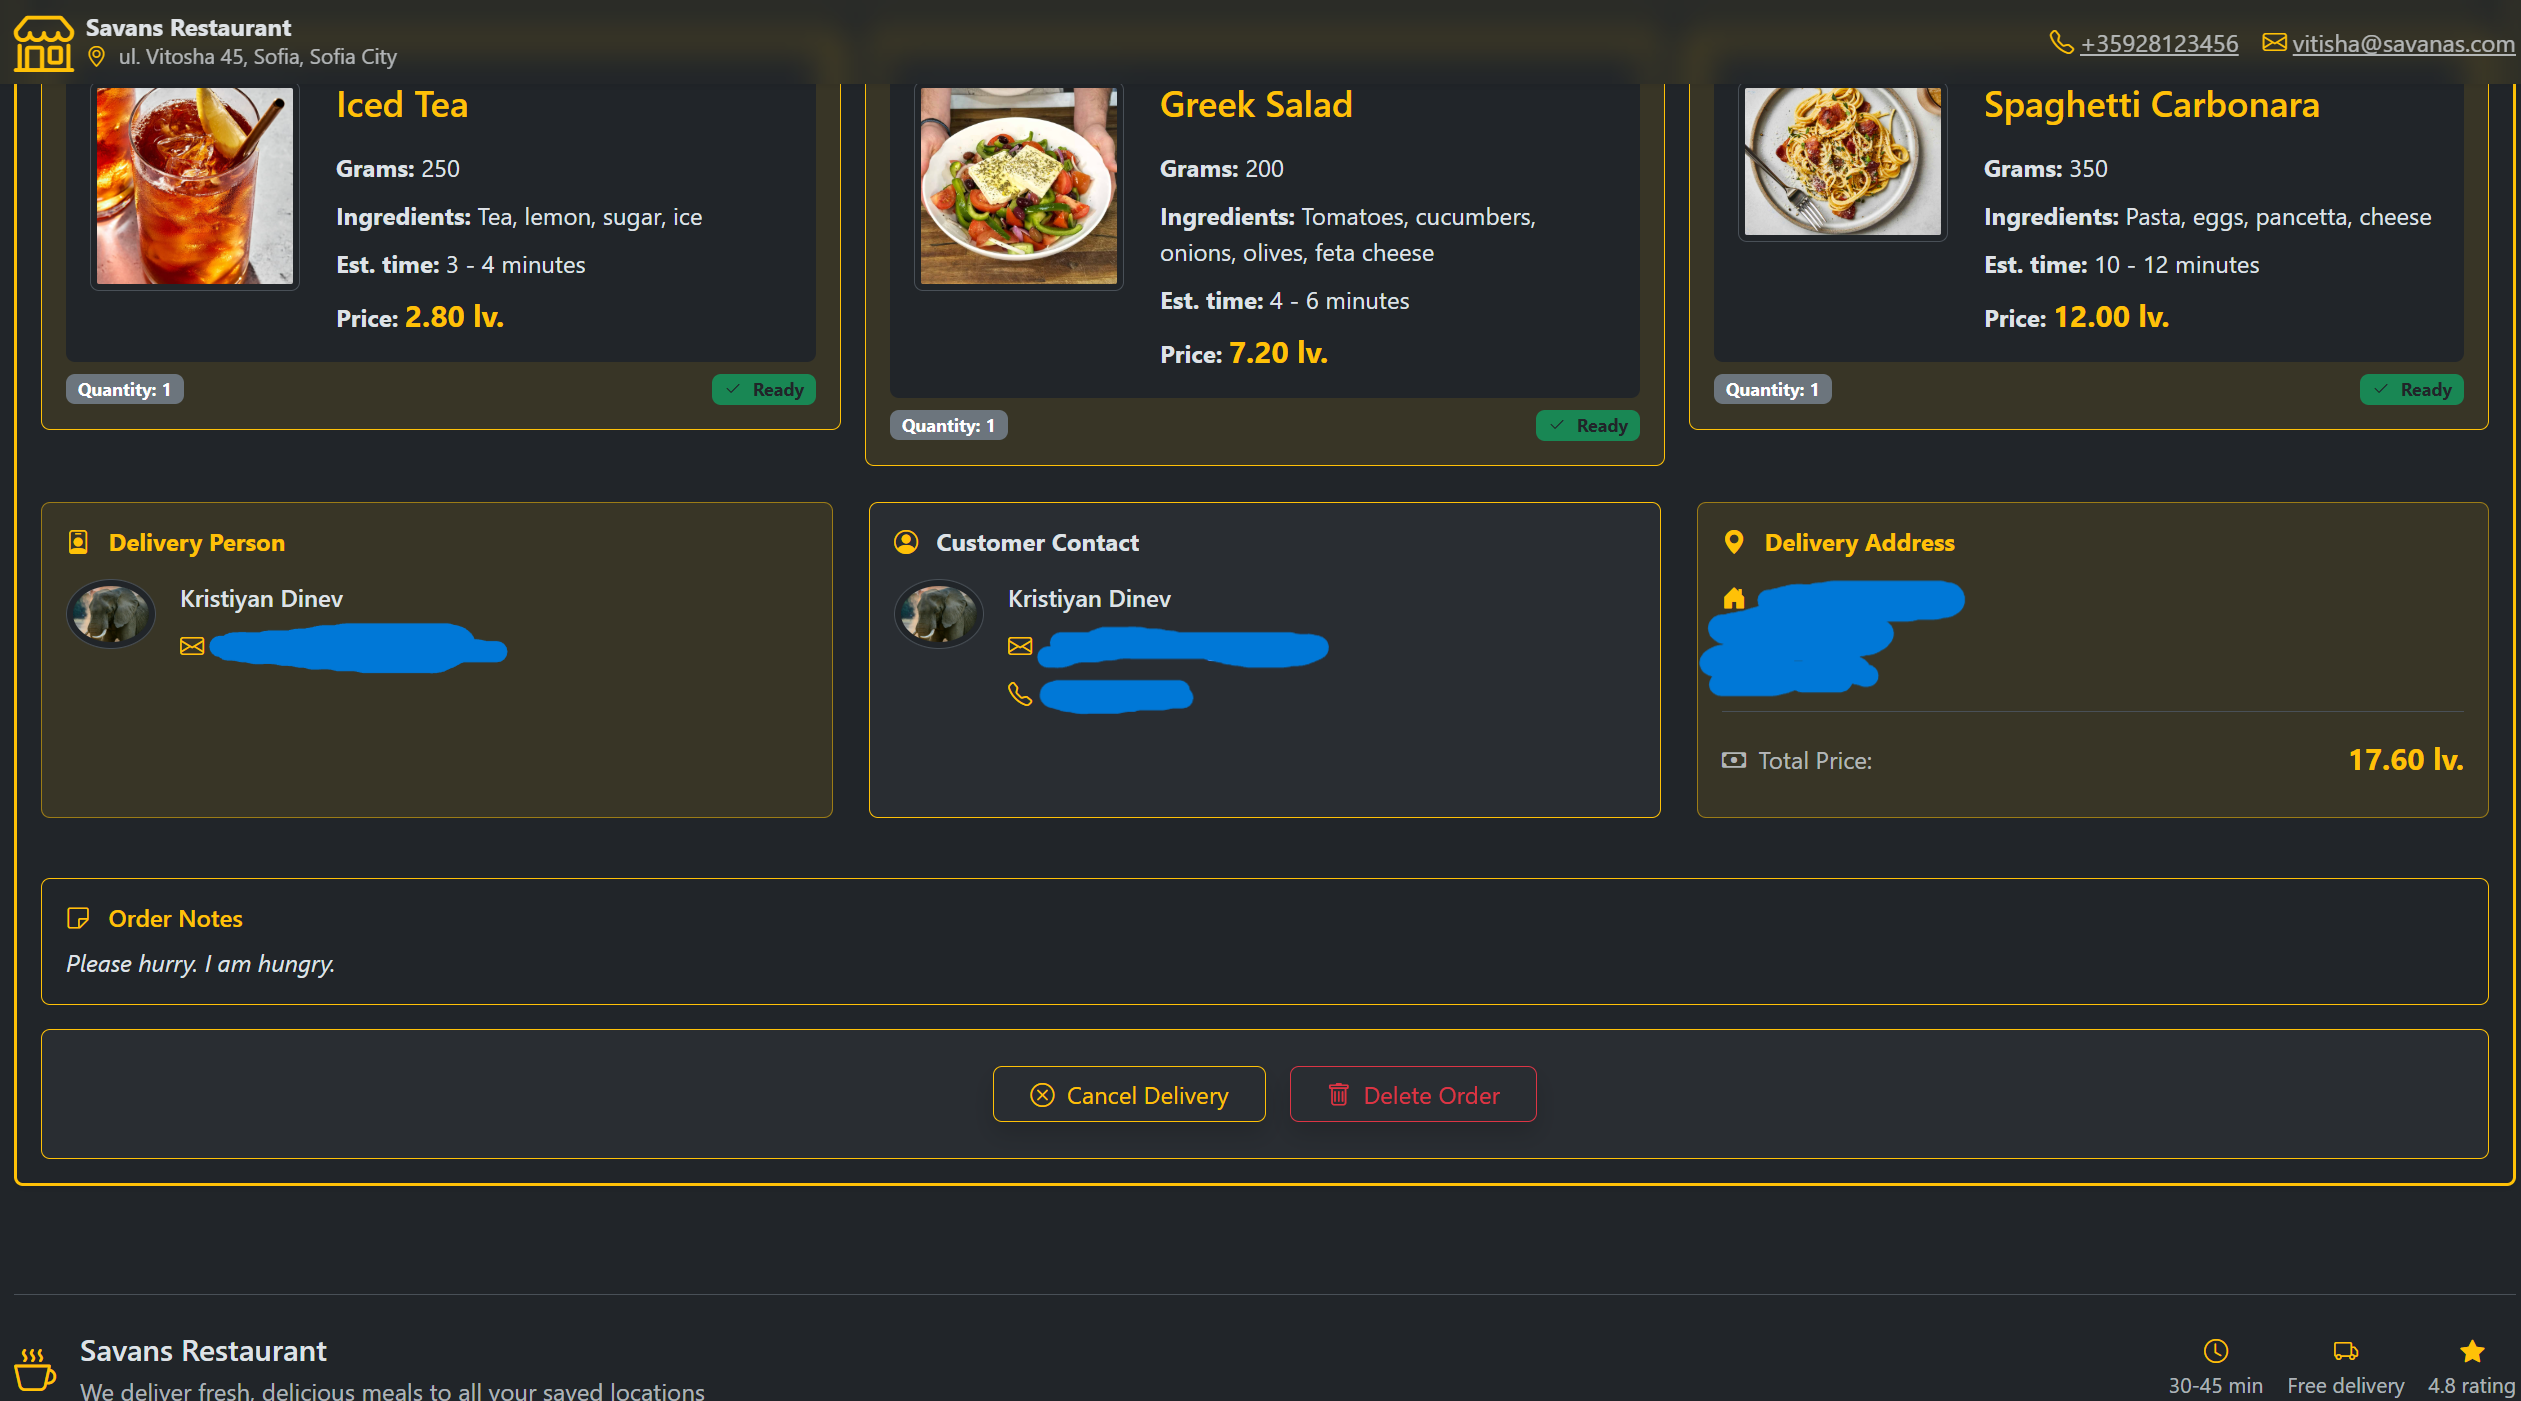 Savans Restaurant
ul. Vitosha 45, Sofia, Sofia City
+35928123456 vitisha@savanas.com
Iced Tea
Grams: 250
Ingredients: Tea, lemon, sugar, ice
Est. time: 3 - 4 minutes
Price: 2.80 lv.
Quantity: 1
Ready
Greek Salad
Grams: 200
Ingredients: Tomatoes, cucumbers,
onions, olives, feta cheese
Est. time: 4 - 6 minutes
Price: 7.20 lv.
Quantity: 1
Ready
Spaghetti Carbonara
Grams: 350
Ingredients: Pasta, eggs, pancetta, cheese
Est. time: 10 - 12 minutes
Price: 12.00 lv.
Quantity: 1
Ready
Delivery Person
Kristiyan Dinev
Customer Contact
Kristiyan Dinev
Delivery Address
Total Price: 17.60 lv.
Order Notes
Please hurry. I am hungry.
Cancel Delivery
Delete Order
Savans Restaurant
We deliver fresh, delicious meals to all your saved locations
30-45 min
Free delivery
4.8 rating